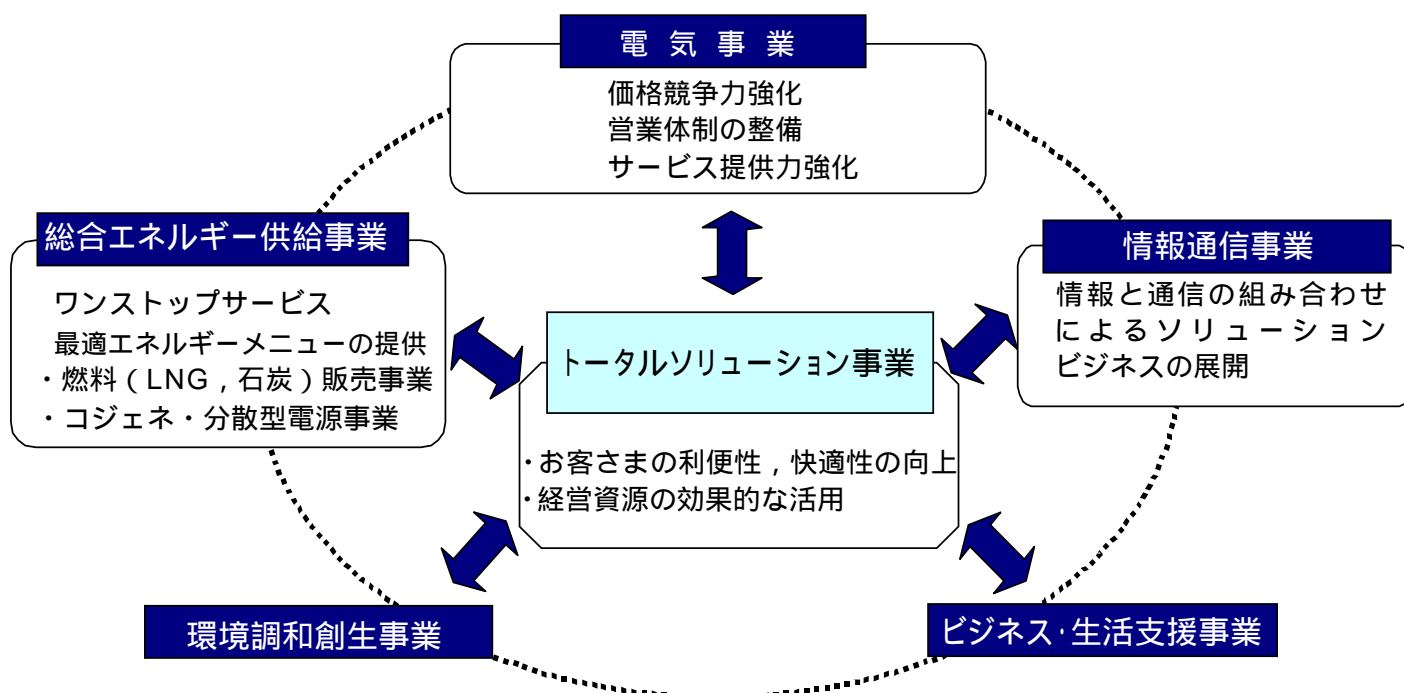 電気事業
価格競争力強化
営業体制の整備
サービス提供力強化
総合エネルギー供給事業
ワンストップサービス
最適エネルギーメニューの提供
・燃料（LNG，石炭）販売事業
・コジェネ・分散型電源事業
情報通信事業
情報と通信の組み合わせ
によるソリューション
ビジネスの展開
トータルソリューション事業
・お客さまの利便性，快適性の向上
・経営資源の効果的な活用
環境調和創生事業
ビジネス・生活支援事業